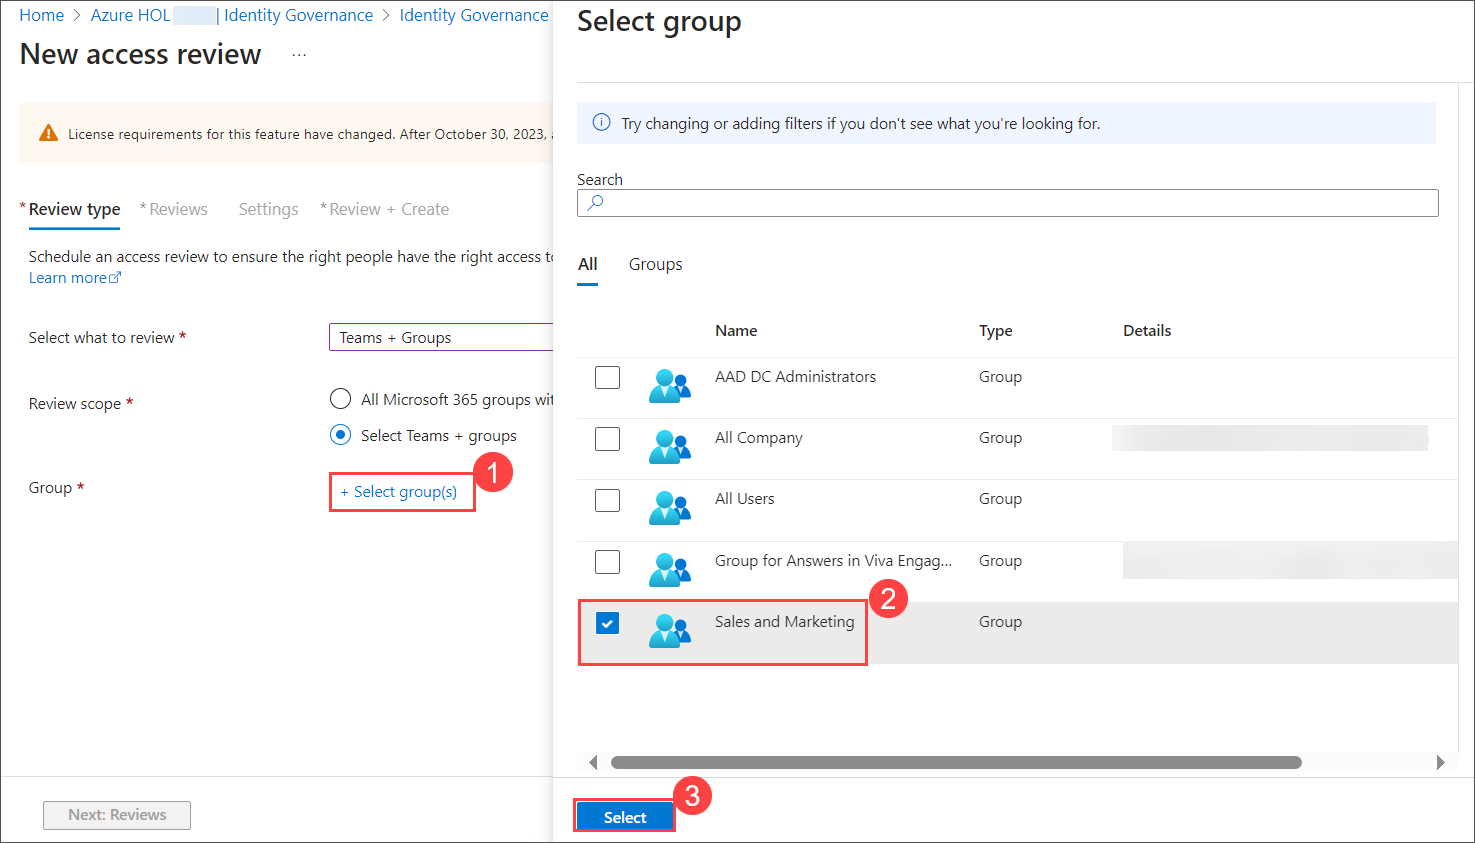 Home > Azure HOL | Identity Governance > Identity Governance
New access review ...
License requirements for this feature have changed. After October 30, 2023,
* Review type * Reviews Settings * Review + Create
Schedule an access review to ensure the right people have the right access
Learn more
Select what to review * Teams + Groups
Review scope * All Microsoft 365 groups
Select Teams + groups
Group * + Select group(s)
1
Next: Reviews
Select group
Try changing or adding filters if you don't see what you're looking for.
Search
All Groups
Name Type Details
AAD DC Administrators Group
All Company Group
All Users Group
Group for Answers in Viva Engag... Group
Sales and Marketing Group
2
Select
3